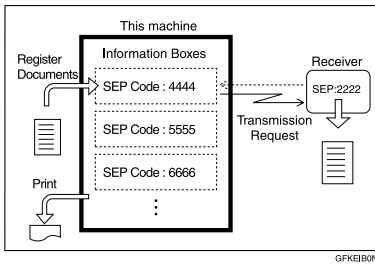 This machine
Information Boxes
Register
Documents
SEP Code : 4444
SEP Code : 5555
SEP Code : 6666
Print
Receiver
SEP:2222
Transmission
Request
GFKEIB0N